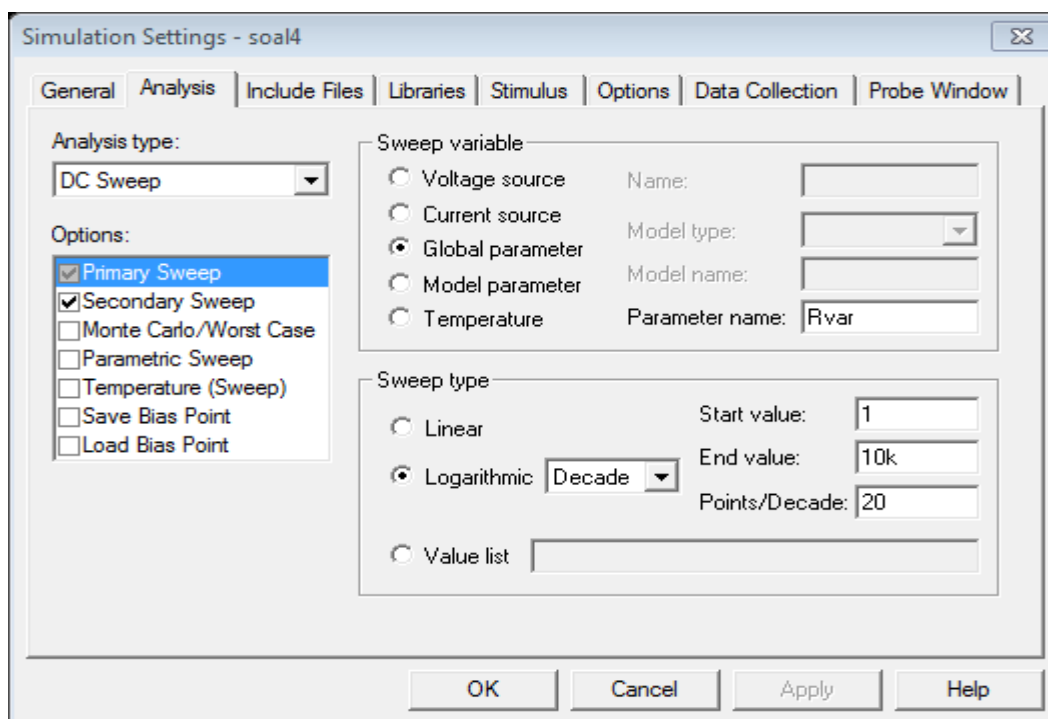 Simulation Settings - soal4
General Analysis Include Files Libraries Stimulus Options Data Collection Probe Window
Analysis type:
DC Sweep
Options:
Primary Sweep
Secondary Sweep
Monte Carlo/Worst Case
Parametric Sweep
Temperature (Sweep)
Save Bias Point
Load Bias Point
Sweep variable
Voltage source
Current source
Global parameter
Model parameter
Temperature
Name:
Model type:
Model name:
Parameter name: Rvar
Sweep type
Linear
Logarithmic Decade
Value list
Start value: 1
End value: 10k
Points/Decade: 20
OK Cancel Apply Help